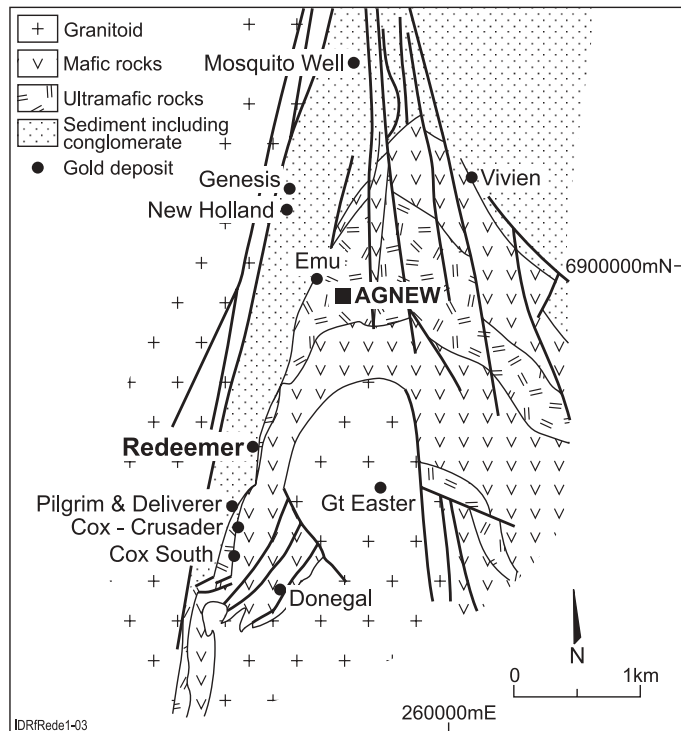 Granitoid
Mafic rocks
Ultramafic rocks
Sediment including
conglomerate
Gold deposit
Mosquito Well
Genesis
New Holland
Vivien
Emu
6900000mN
AGNEW
Redeemer
Pilgrim & Deliverer
Cox - Crusader
Cox South
Gt Easter
Donegal
N
0 1km
260000mE
IDRfRede1-03